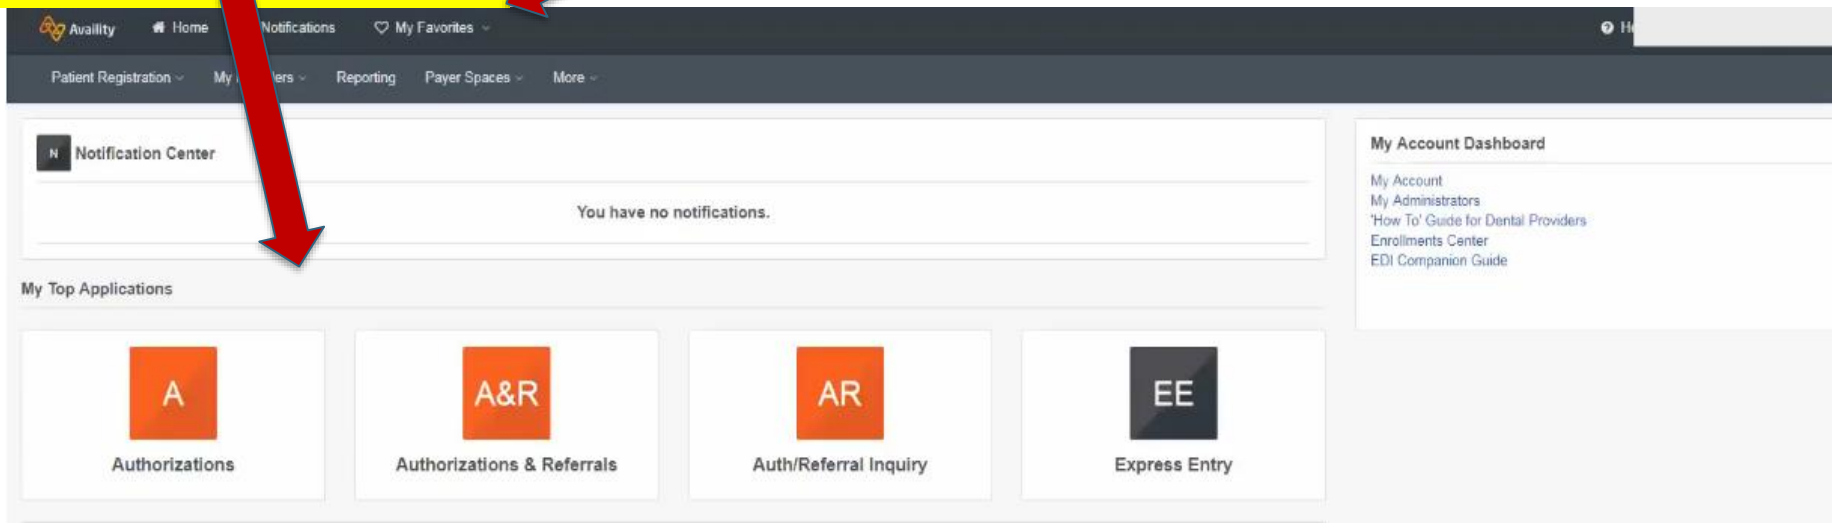 Availity Home Notifications My Favorites
Patient Registration My Reporting Payer Spaces More
N Notification Center
You have no notifications.
My Account Dashboard
My Account
My Administrators
'How To' Guide for Dental Providers
Enrollments Center
EDI Companion Guide
My Top Applications
A
Authorizations
A&R
Authorizations & Referrals
AR
Auth/Referral Inquiry
EE
Express Entry